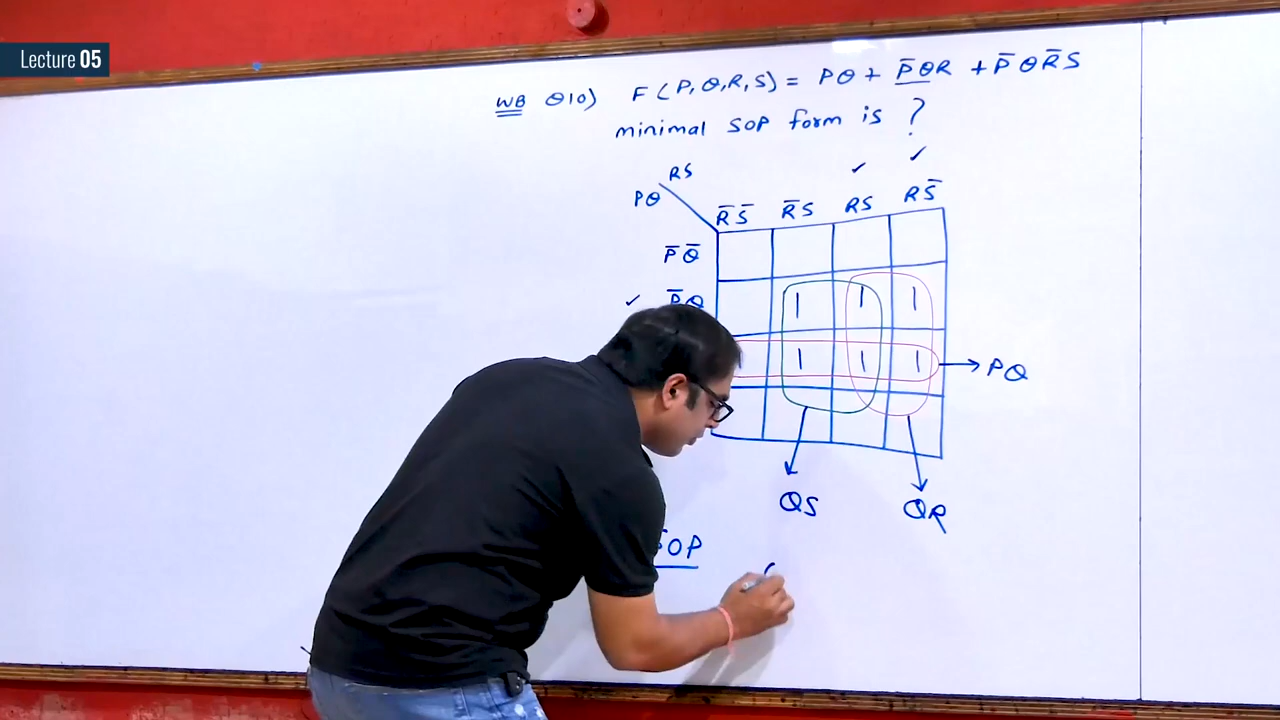 Lecture 05
WB Q10) F(P,Q,R,S) = PQ + P̅QR + P̅QR̅S
minimal SOP form is ?
RS
PQ
R̅S̅ R̅S RS RS̅
P̅Q̅
P̅Q 1 1 1
1 1 1 → PQ
QS QR
SOP